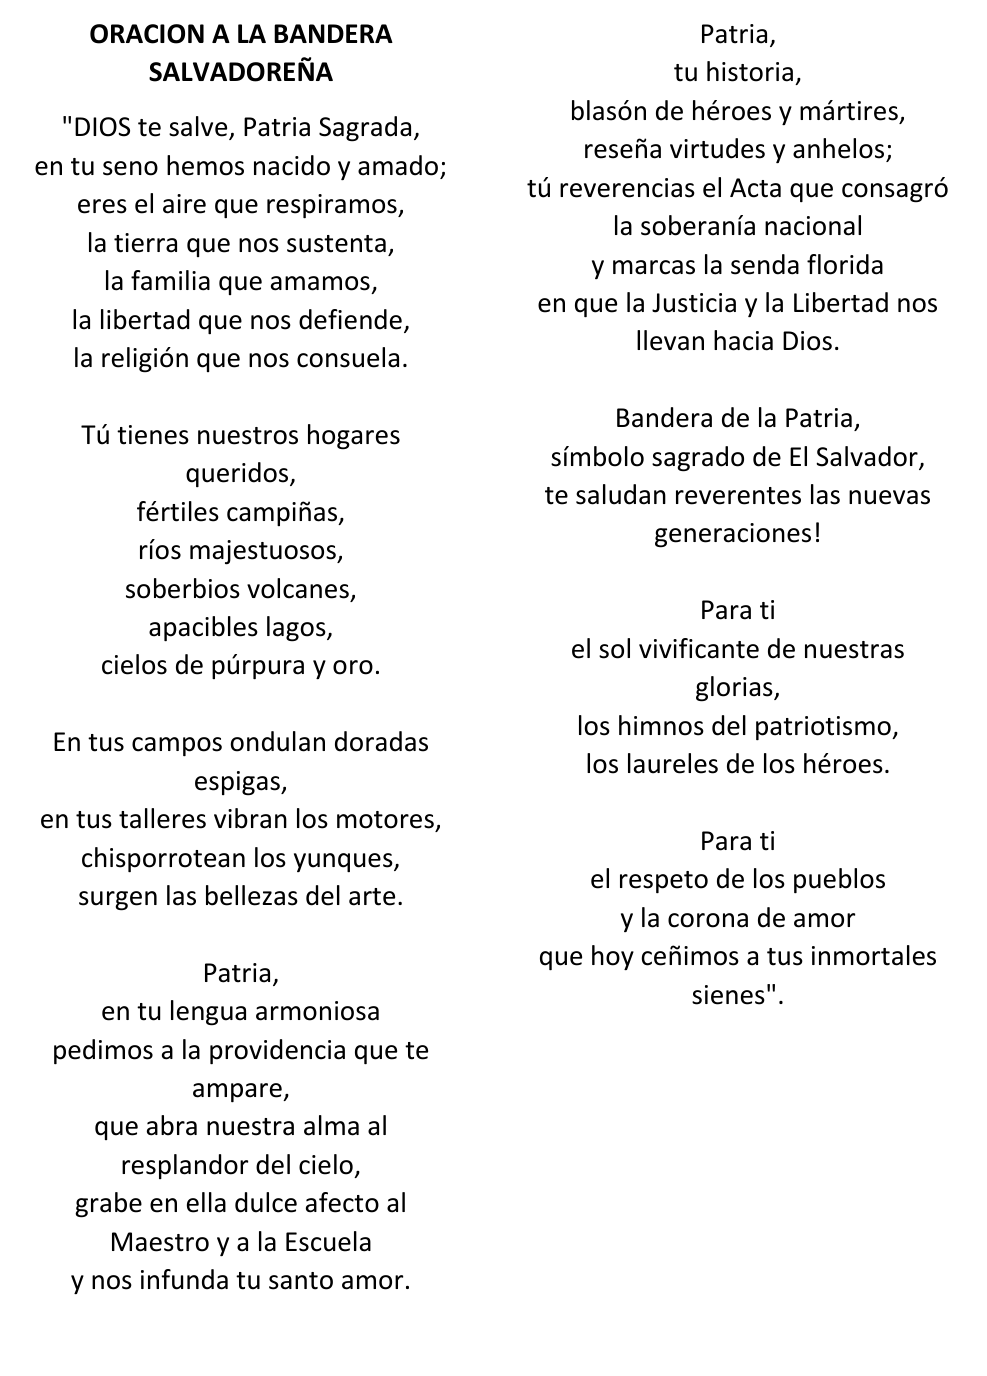 ORACION A LA BANDERA
SALVADOREÑA
"DIOS te salve, Patria Sagrada,
en tu seno hemos nacido y amado;
eres el aire que respiramos,
la tierra que nos sustenta,
la familia que amamos,
la libertad que nos defiende,
la religión que nos consuela.
Tú tienes nuestros hogares
queridos,
fértiles campiñas,
ríos majestuosos,
soberbios volcanes,
apacibles lagos,
cielos de púrpura y oro.
En tus campos ondulan doradas
espigas,
en tus talleres vibran los motores,
chisporrotean los yunques,
surgen las bellezas del arte.
Patria,
en tu lengua armoniosa
pedimos a la providencia que te
ampare,
que abra nuestra alma al
resplandor del cielo,
grabe en ella dulce afecto al
Maestro y a la Escuela
y nos infunda tu santo amor.
Patria,
tu historia,
blasón de héroes y mártires,
reseña virtudes y anhelos;
tú reverencias el Acta que consagró
la soberanía nacional
y marcas la senda florida
en que la Justicia y la Libertad nos
llevan hacia Dios.
Bandera de la Patria,
símbolo sagrado de El Salvador,
te saludan reverentes las nuevas
generaciones!
Para ti
el sol vivificante de nuestras
glorias,
los himnos del patriotismo,
los laureles de los héroes.
Para ti
el respeto de los pueblos
y la corona de amor
que hoy ceñimos a tus inmortales
sienes".